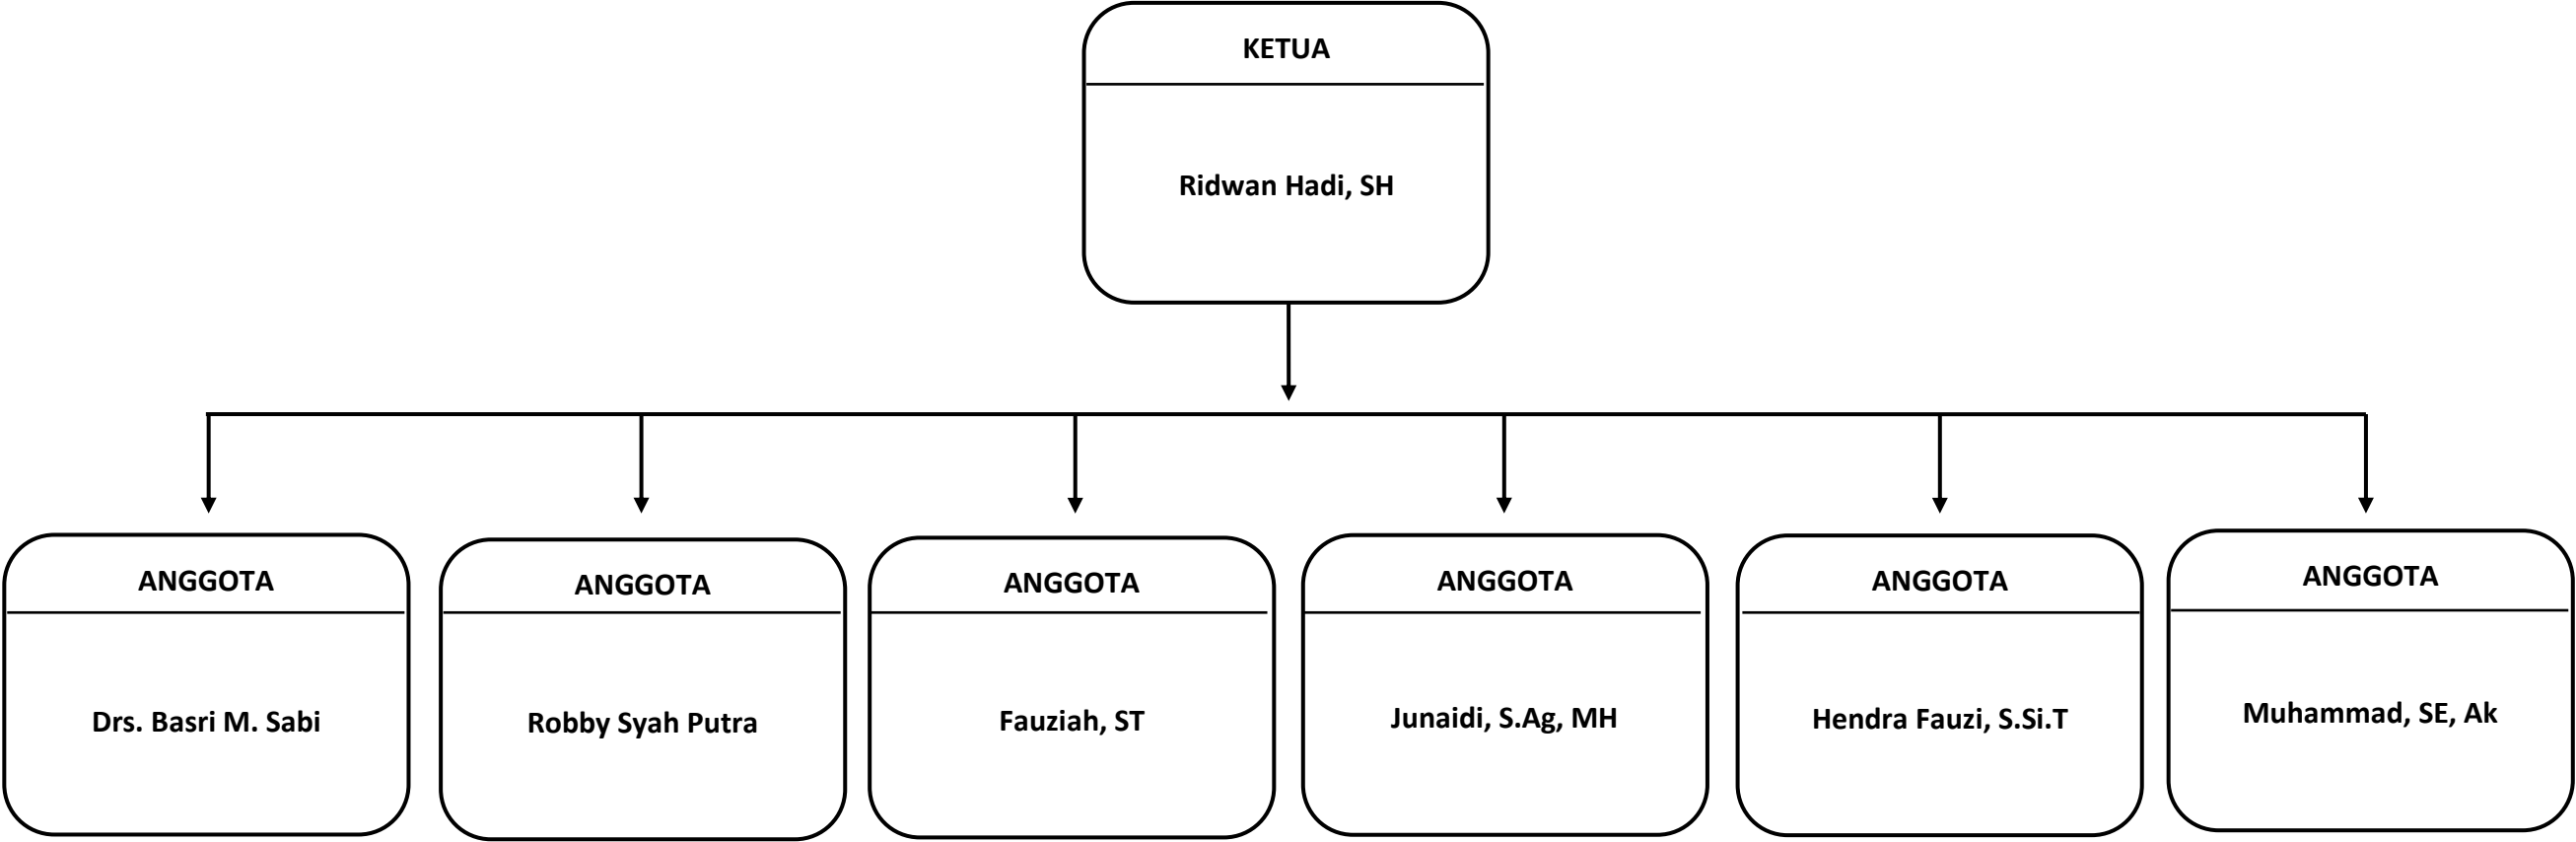 KETUA
Ridwan Hadi, SH
ANGGOTA
Drs. Basri M. Sabi
ANGGOTA
Robby Syah Putra
ANGGOTA
Fauziah, ST
ANGGOTA
Junaidi, S.Ag, MH
ANGGOTA
Hendra Fauzi, S.Si.T
ANGGOTA
Muhammad, SE, Ak